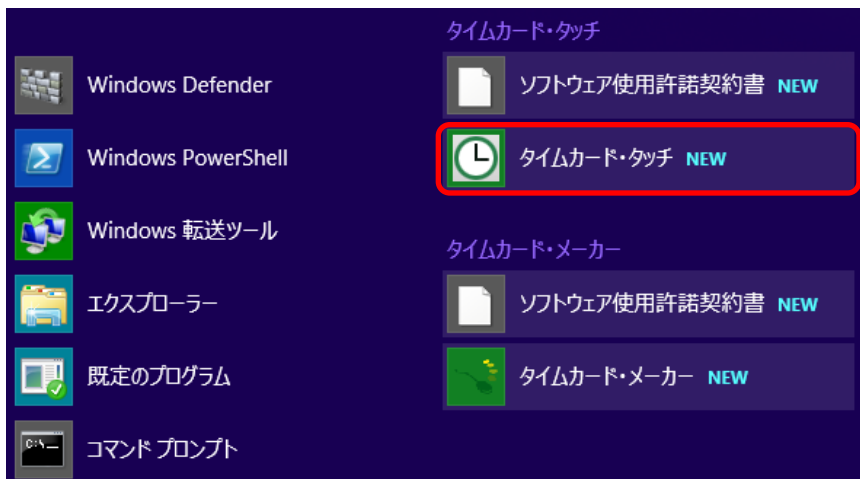 Windows Defender
Windows PowerShell
Windows 転送ツール
エクスプローラー
既定のプログラム
C:\
コマンド プロンプト
タイムカード・タッチ
ソフトウェア使用許諾契約書 NEW
タイムカード・タッチ NEW
タイムカード・メーカー
ソフトウェア使用許諾契約書 NEW
タイムカード・メーカー NEW